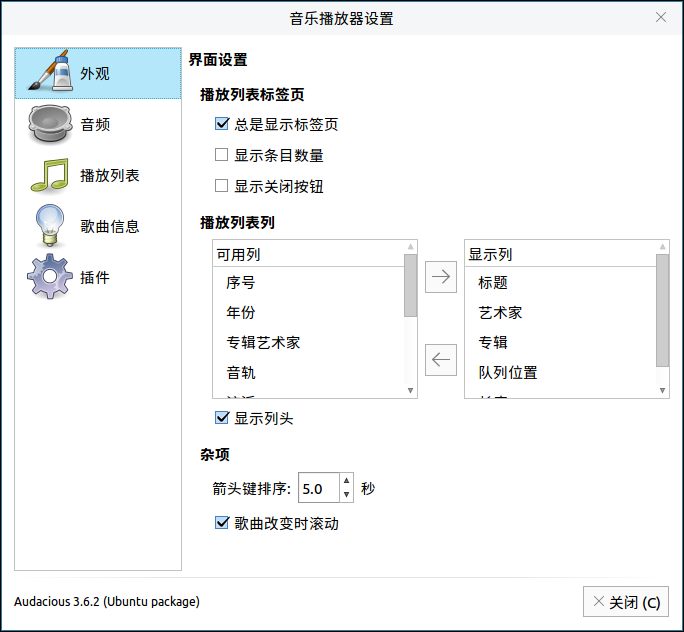 音乐播放器设置
外观
音频
播放列表
歌曲信息
插件
界面设置
播放列表标签页
总是显示标签页
显示条目数量
显示关闭按钮
播放列表列
可用列
序号
年份
专辑艺术家
音轨
显示列
标题
艺术家
专辑
队列位置
显示列头
杂项
箭头键排序: 5.0 秒
歌曲改变时滚动
Audacious 3.6.2 (Ubuntu package)
关闭 (C)